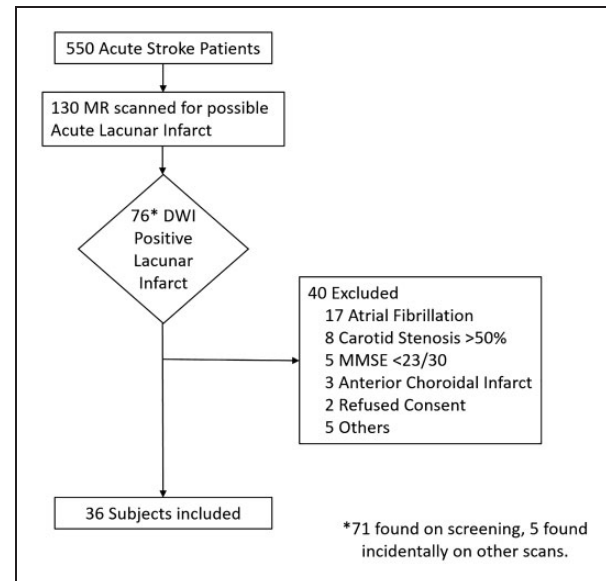 550 Acute Stroke Patients
130 MR scanned for possible
Acute Lacunar Infarct
76* DWI
Positive
Lacunar
Infarct
40 Excluded
17 Atrial Fibrillation
8 Carotid Stenosis >50%
5 MMSE <23/30
3 Anterior Choroidal Infarct
2 Refused Consent
5 Others
36 Subjects included
*71 found on screening, 5 found
incidentally on other scans.